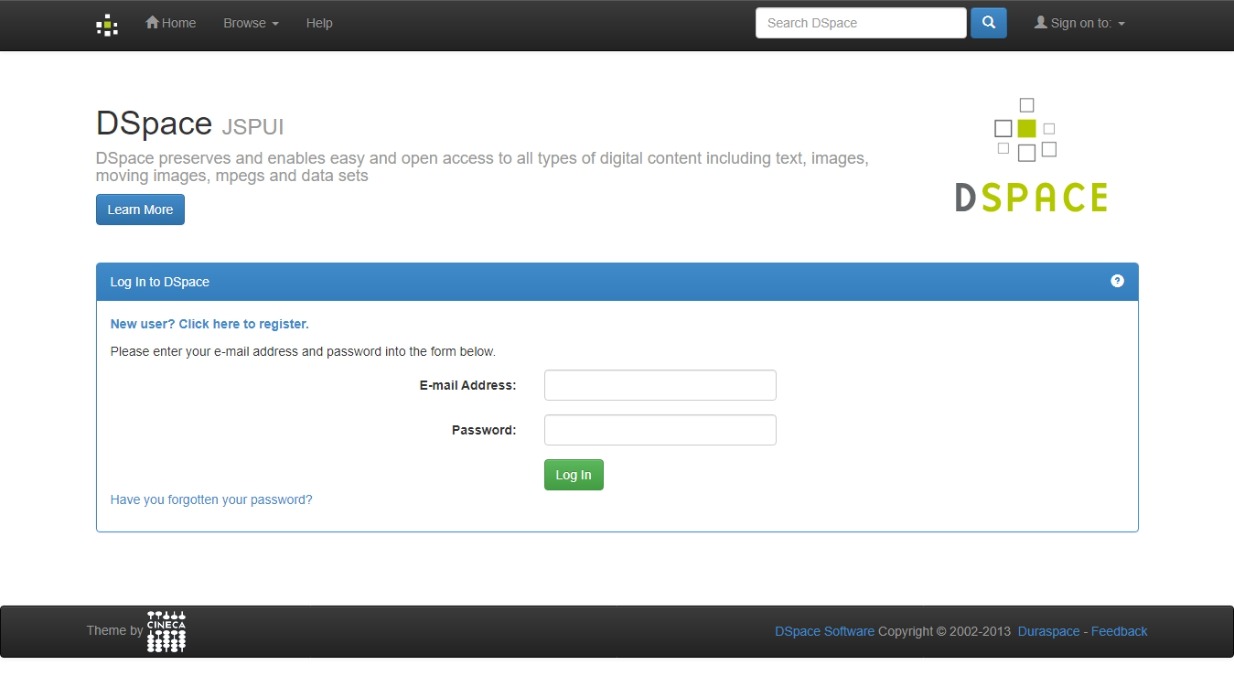 Home Browse Help Search DSpace Sign on to:
DSpace JSPUI
DSpace preserves and enables easy and open access to all types of digital content including text, images,
moving images, mpegs and data sets
Learn More
DSPACE
Log In to DSpace ?
New user? Click here to register.
Please enter your e-mail address and password into the form below.
E-mail Address:
Password:
Log In
Have you forgotten your password?
Theme by CINECA DSpace Software Copyright © 2002-2013 Duraspace - Feedback